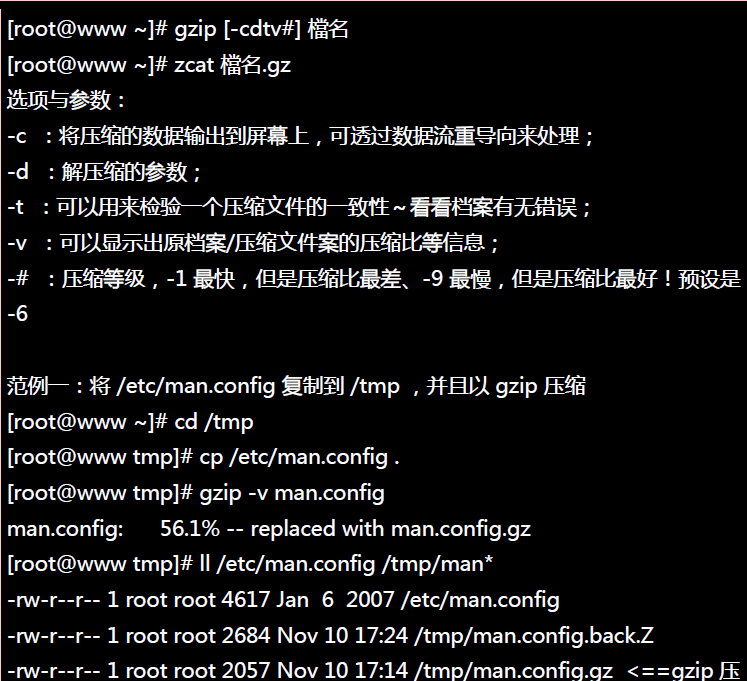 [root@www ~]# gzip [-cdtv#] 檔名
[root@www ~]# zcat 檔名.gz
选项与参数：
-c ：将压缩的数据输出到屏幕上，可透过数据流重导向来处理；
-d ：解压缩的参数；
-t ：可以用来检验一个压缩文件的一致性～看看档案有无错误；
-v ：可以显示出原档案/压缩文件案的压缩比等信息；
-# ：压缩等级，-1 最快，但是压缩比最差、-9 最慢，但是压缩比最好！预设是
-6
范例一：将 /etc/man.config 复制到 /tmp ，并且以 gzip 压缩
[root@www ~]# cd /tmp
[root@www tmp]# cp /etc/man.config .
[root@www tmp]# gzip -v man.config
man.config: 56.1% -- replaced with man.config.gz
[root@www tmp]# ll /etc/man.config /tmp/man*
-rw-r--r-- 1 root root 4617 Jan 6 2007 /etc/man.config
-rw-r--r-- 1 root root 2684 Nov 10 17:24 /tmp/man.config.back.Z
-rw-r--r-- 1 root root 2057 Nov 10 17:14 /tmp/man.config.gz <==gzip 压